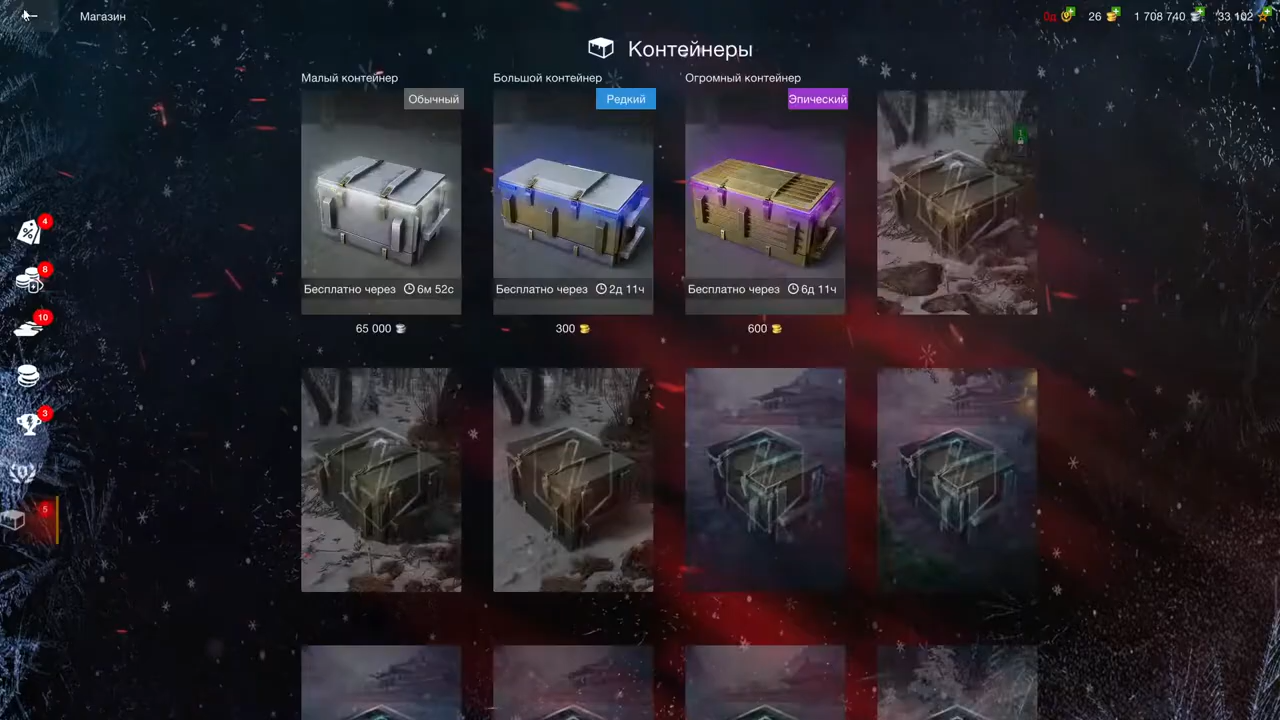 Магазин
0д
26
1 708 740
33 102
Контейнеры
Малый контейнер
Большой контейнер
Огромный контейнер
Обычный
Редкий
Эпический
1
Бесплатно через 6м 52с
Бесплатно через 2д 11ч
Бесплатно через 6д 11ч
65 000
300
600
4
8
10
3
5